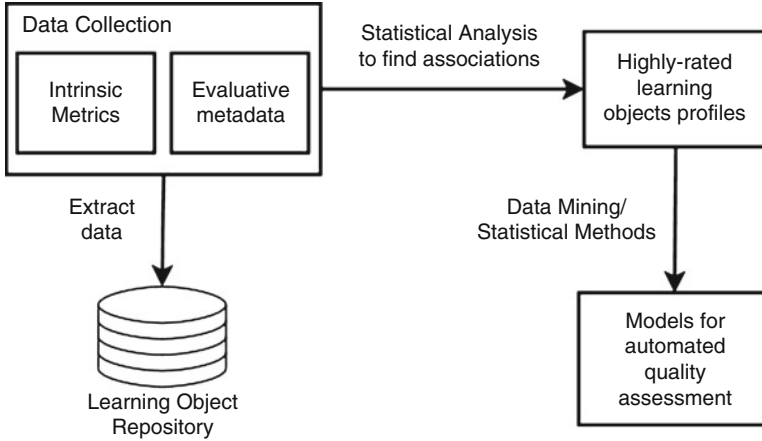 Data Collection
Intrinsic
Metrics
Evaluative
metadata
Statistical Analysis
to find associations
Highly-rated
learning
objects profiles
Extract
data
Data Mining/
Statistical Methods
Learning Object
Repository
Models for
automated
quality
assessment